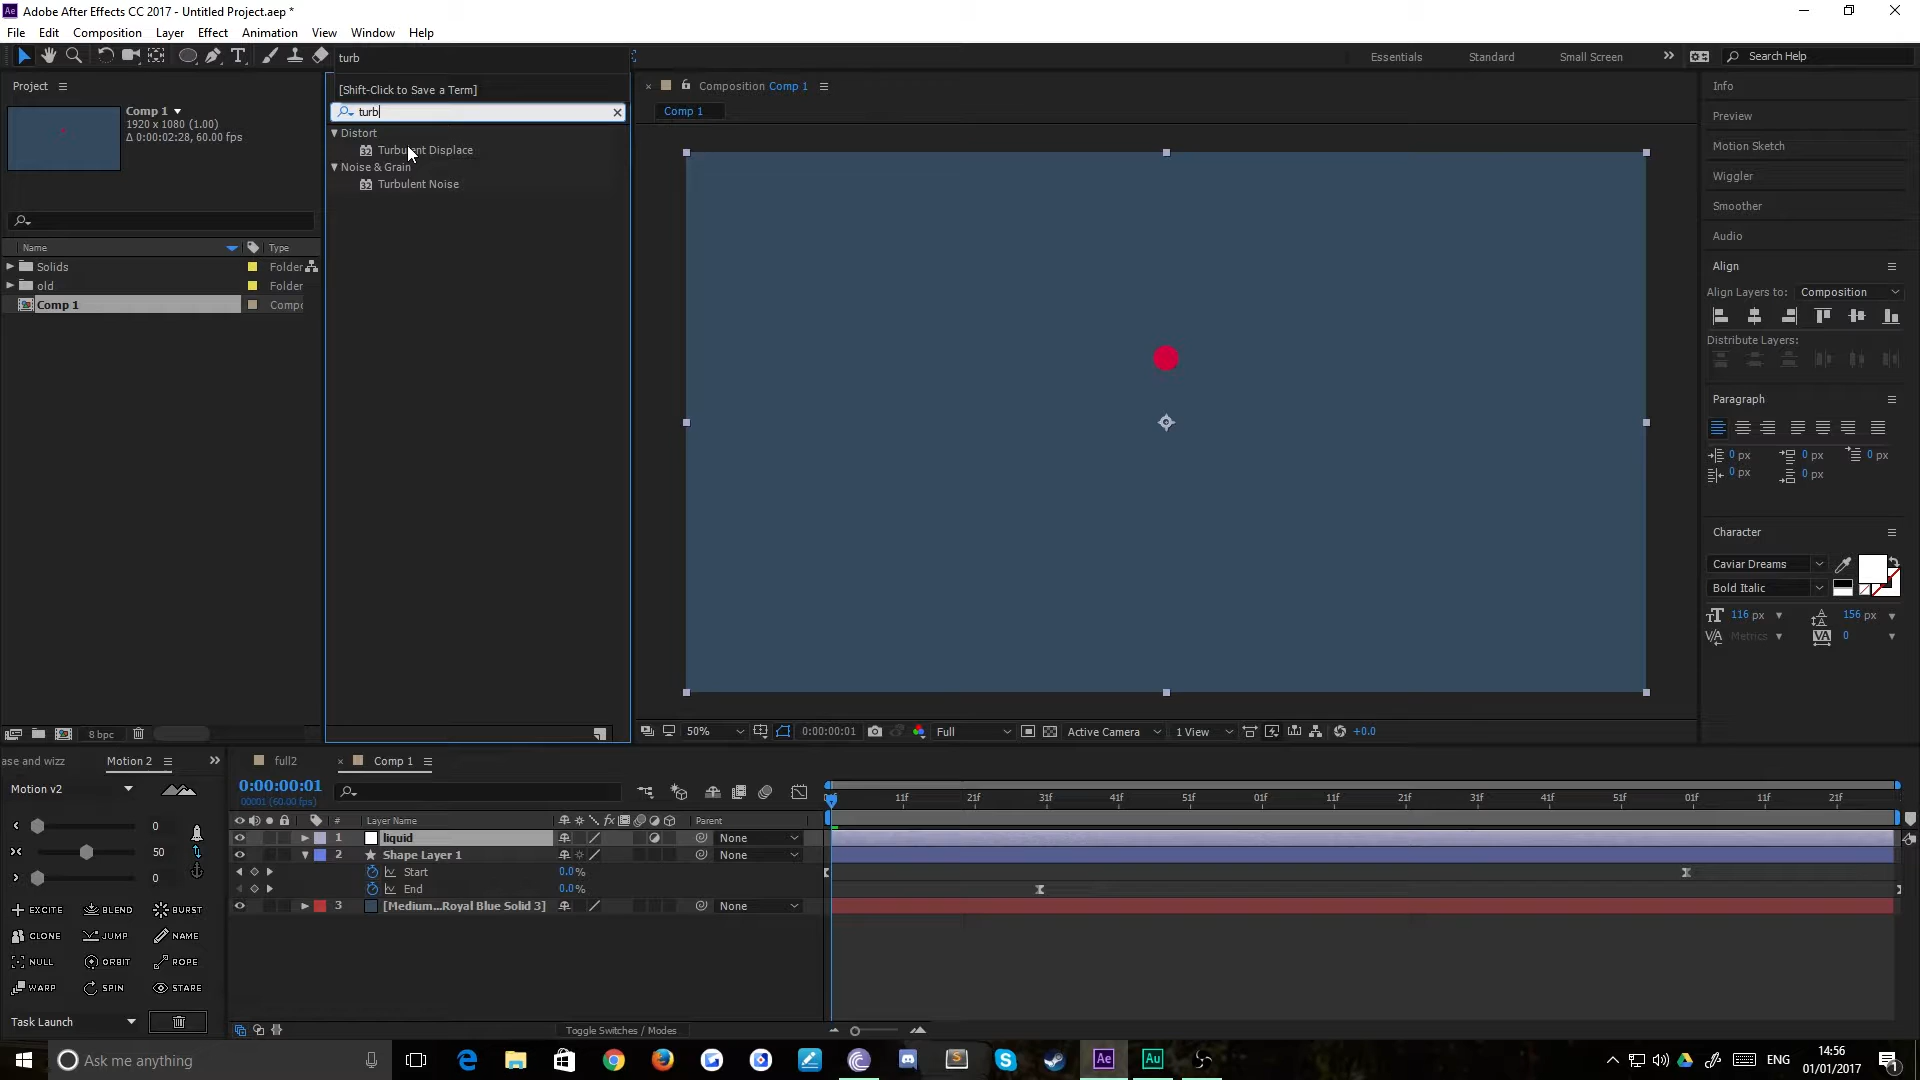 Adobe After Effects CC 2017 - Untitled Project.aep *
File Edit Composition Layer Effect Animation View Window Help
turb
Essentials Standard Small Screen Search Help
Project
Comp 1
1920 x 1080 (1.00)
Δ 0:00:02:28, 60.00 fps
Name Type
Solids Folder
old Folder
Comp 1
8 bpc
[Shift-Click to Save a Term]
turb
Distort
Turbulent Displace
Noise & Grain
Turbulent Noise
Composition Comp 1
Comp 1
50% 0:00:00:01 Full Active Camera 1 View +0.0
Info
Preview
Motion Sketch
Wiggler
Smoother
Audio
Align
Align Layers to: Composition
Distribute Layers:
Paragraph
0 px 0 px 0 px
0 px 0 px
Character
Caviar Dreams
Bold Italic
116 px 156 px
Metrics 0
ase and wizz Motion 2
Motion v2
0
50
0
EXCITE BLEND BURST
CLONE JUMP NAME
NULL ORBIT ROPE
WARP SPIN STARE
Task Launch
full2 Comp 1
0:00:00:01
00001 (60.00 fps)
11f 21f 31f 41f 51f 01f 11f 21f 31f 41f 51f 01f 11f 21f
# Layer Name Parent
1 liquid None
2 Shape Layer 1 None
Start 0.0%
End 0.0%
3 [Medium...Royal Blue Solid 3] None
Toggle Switches / Modes
Ask me anything
ENG
14:56
01/01/2017